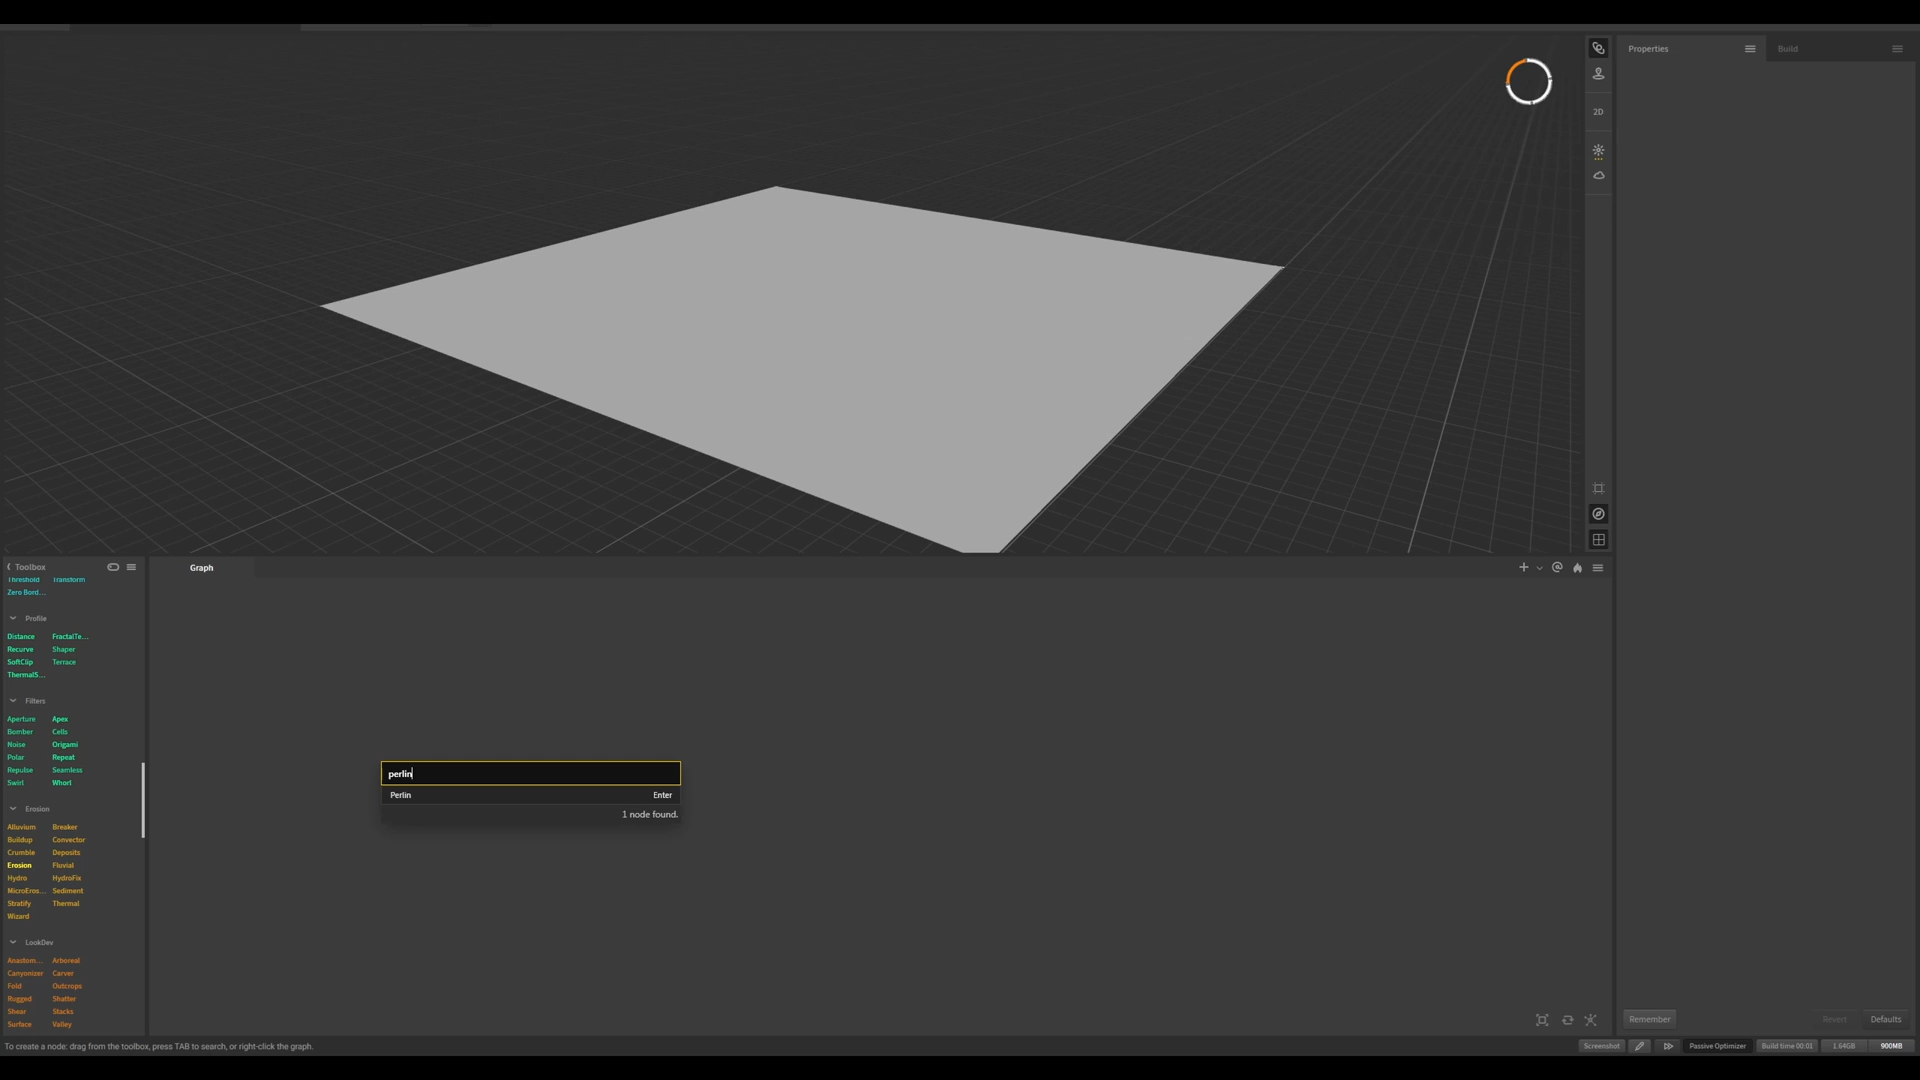 Properties
Build
2D
Toolbox
Graph
Threshold Transform
Zero Bord...
Profile
Distance FractalTe...
Recurve Shaper
SoftClip Terrace
ThermalS...
Filters
Aperture Apex
Bomber Cells
Noise Origami
Polar Repeat
Repulse Seamless
Swirl Whorl
perlin
Perlin Enter
1 node found.
Erosion
Alluvium Breaker
Buildup Convector
Crumble Deposits
Erosion Fluvial
Hydro HydroFix
MicroEros... Sediment
Stratify Thermal
Wizard
LookDev
Anastom... Arboreal
Canyonizer Carver
Fold Outcrops
Rugged Shatter
Shear Stacks
Surface Valley
Remember Revert Defaults
To create a node: drag from the toolbox, press TAB to search, or right-click the graph.
Screenshot Passive Optimizer Build time 00:01 1.64GB 900MB